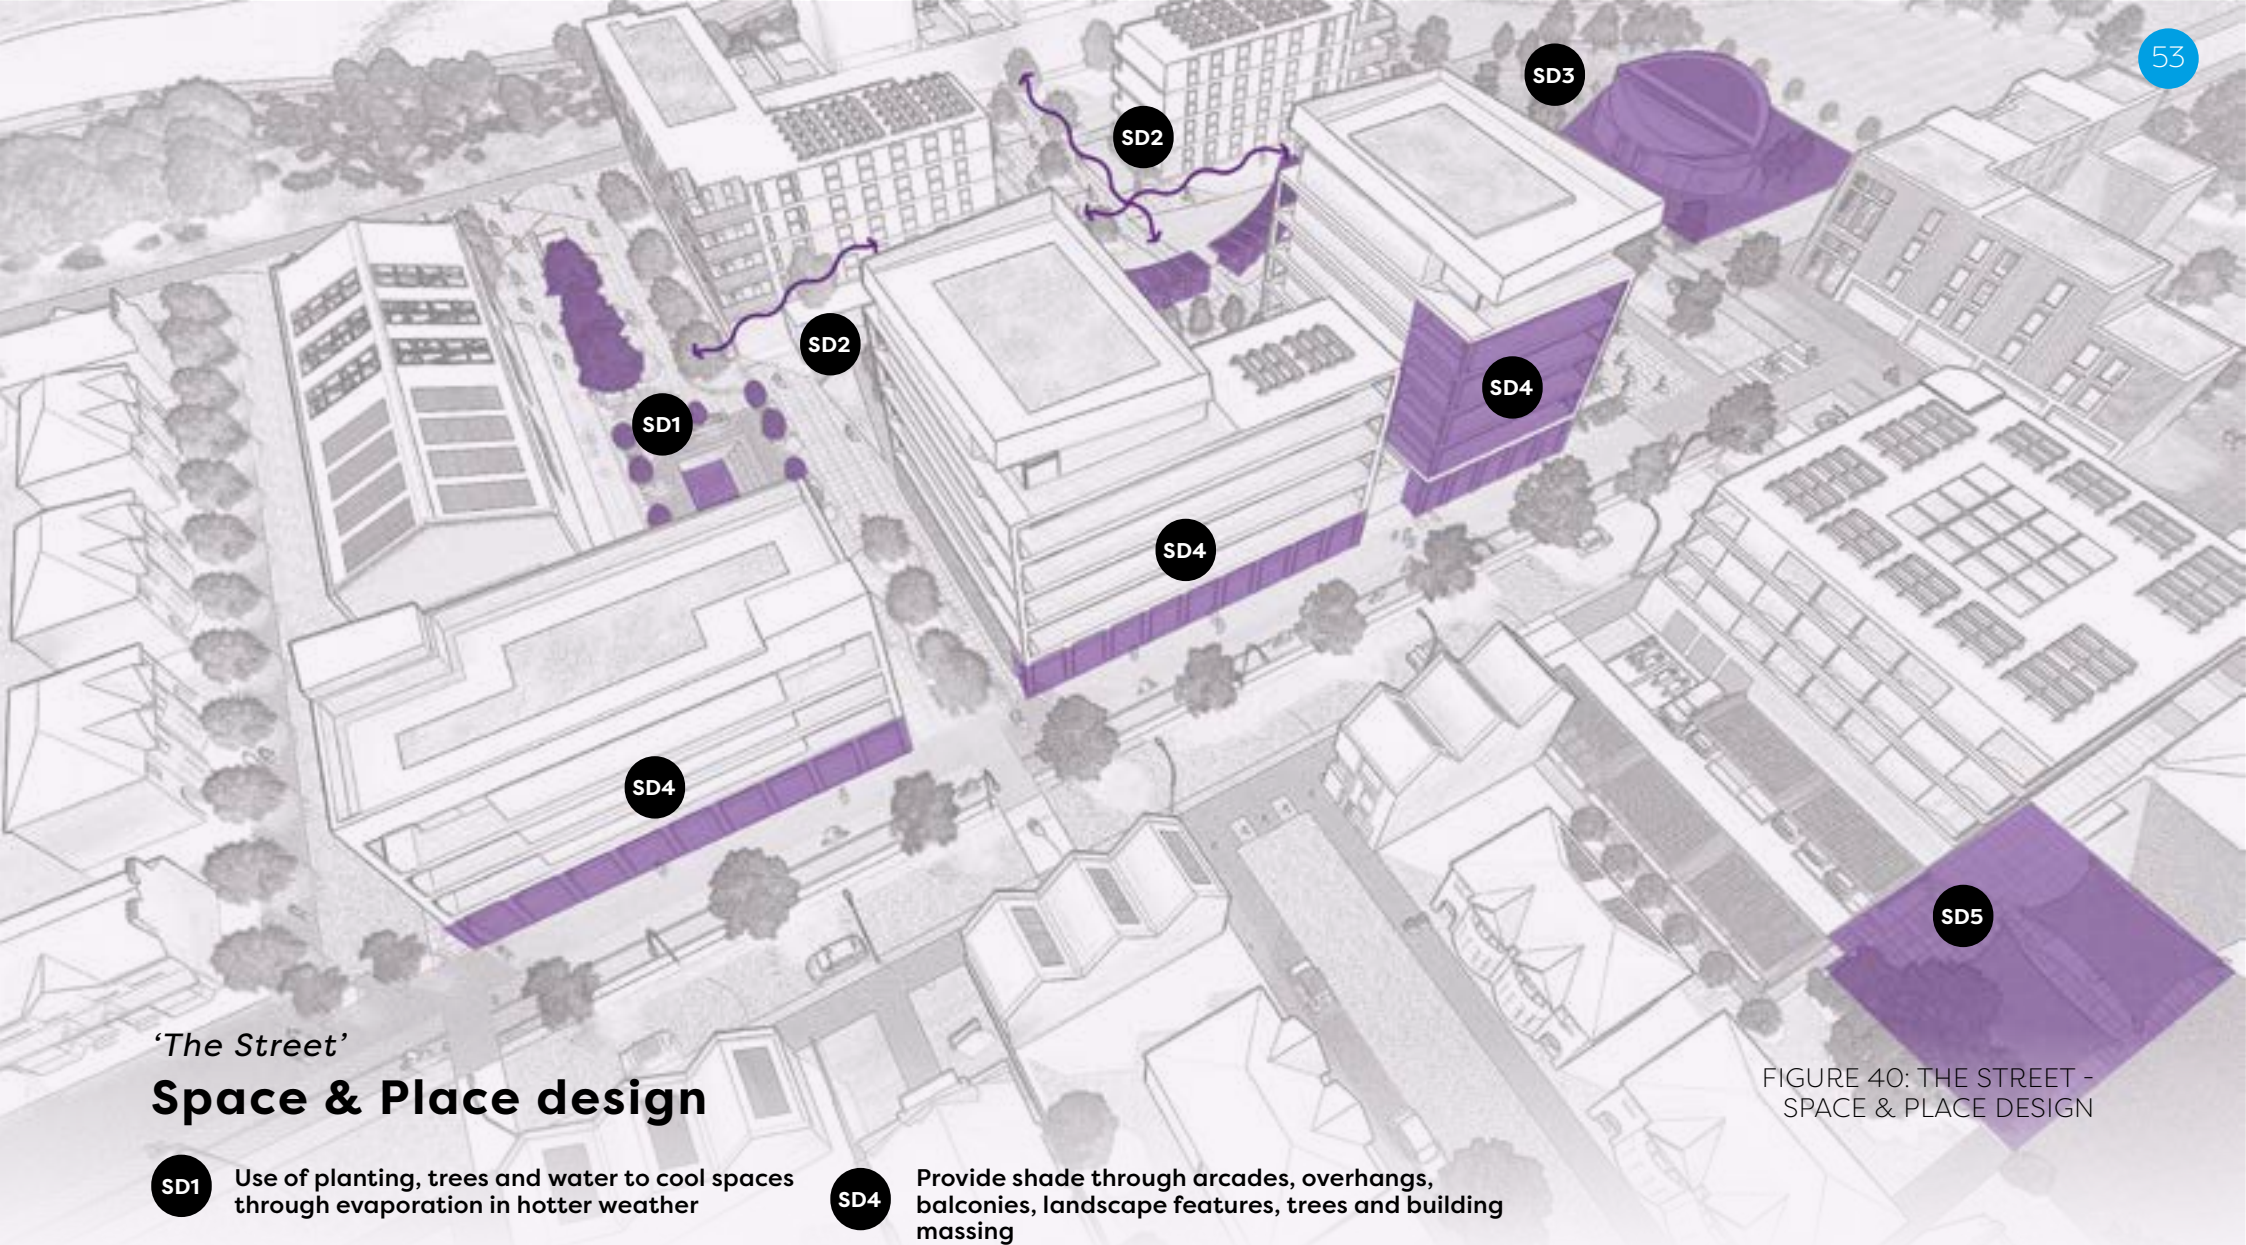 53
SD3
SD2
SD2
SD4
SD1
SD4
SD4
SD5
‘The Street’
Space & Place design
FIGURE 40: THE STREET -
SPACE & PLACE DESIGN
SD1
Use of planting, trees and water to cool spaces
through evaporation in hotter weather
SD4
Provide shade through arcades, overhangs,
balconies, landscape features, trees and building
massing